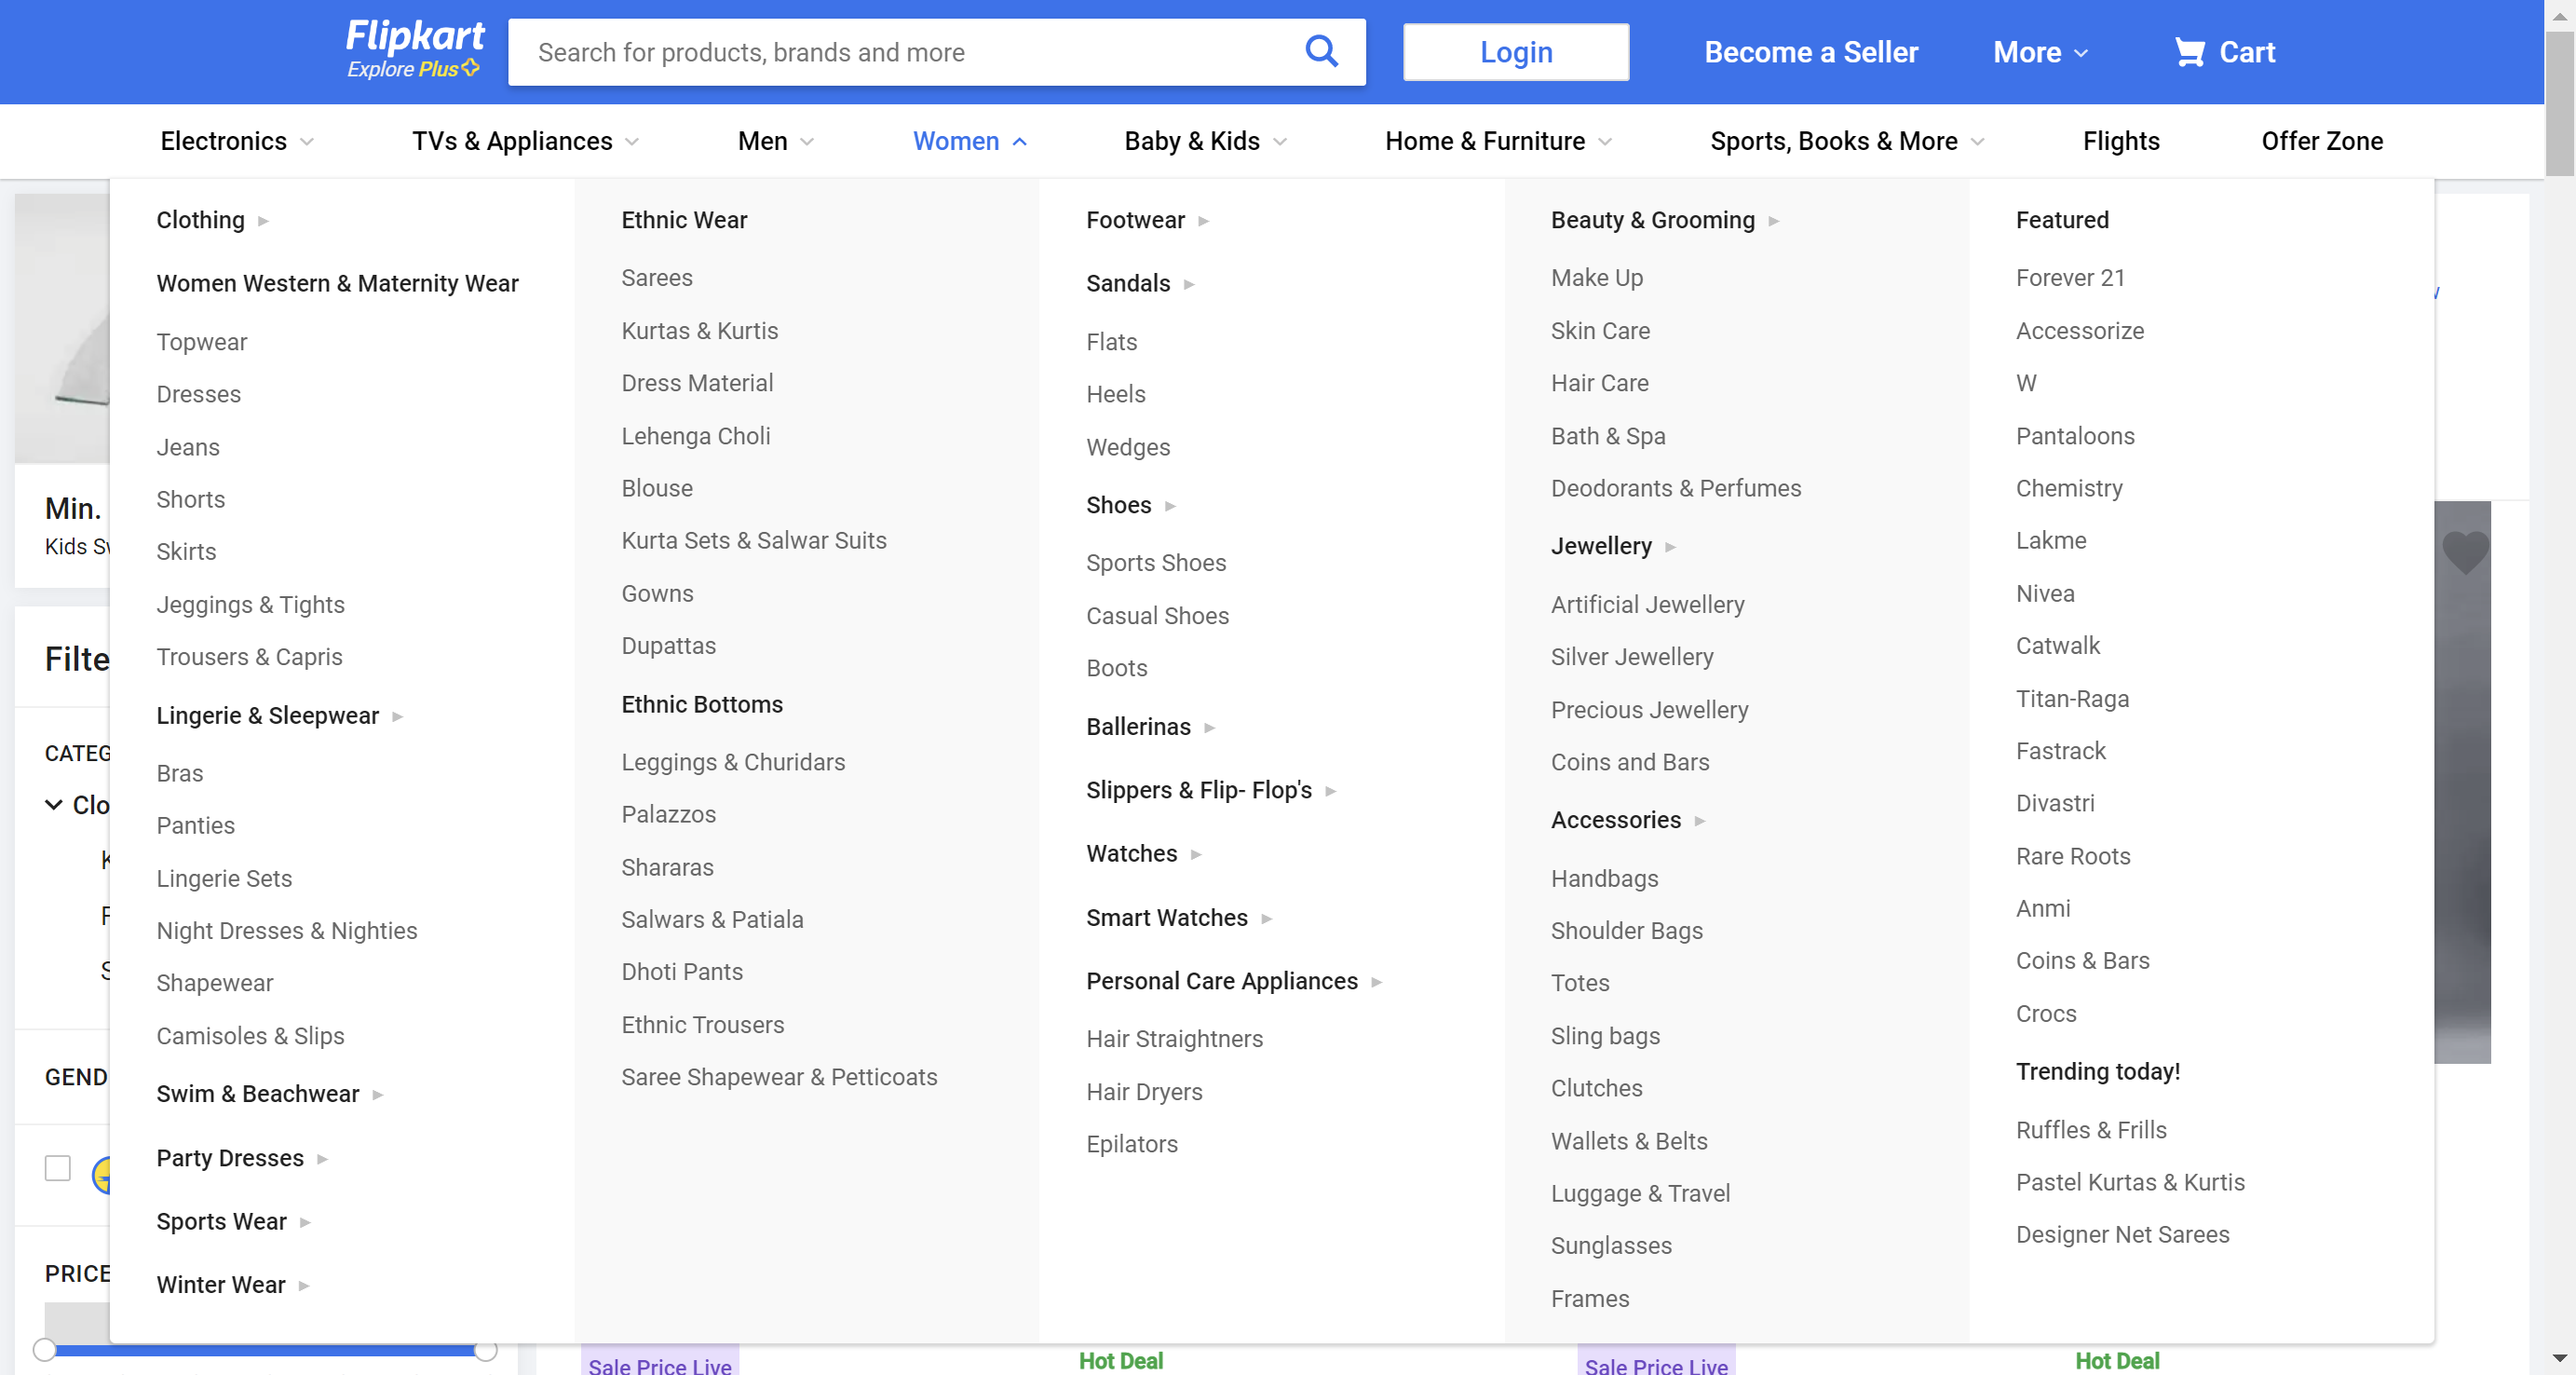 Flipkart
Explore Plus
Search for products, brands and more
Login
Become a Seller
More
Cart
Electronics
TVs & Appliances
Men
Women
Baby & Kids
Home & Furniture
Sports, Books & More
Flights
Offer Zone
Clothing
Women Western & Maternity Wear
Topwear
Dresses
Jeans
Shorts
Skirts
Jeggings & Tights
Trousers & Capris
Lingerie & Sleepwear
Bras
Panties
Lingerie Sets
Night Dresses & Nighties
Shapewear
Camisoles & Slips
Swim & Beachwear
Party Dresses
Sports Wear
Winter Wear
Ethnic Wear
Sarees
Kurtas & Kurtis
Dress Material
Lehenga Choli
Blouse
Kurta Sets & Salwar Suits
Gowns
Dupattas
Ethnic Bottoms
Leggings & Churidars
Palazzos
Shararas
Salwars & Patiala
Dhoti Pants
Ethnic Trousers
Saree Shapewear & Petticoats
Footwear
Sandals
Flats
Heels
Wedges
Shoes
Sports Shoes
Casual Shoes
Boots
Ballerinas
Slippers & Flip- Flop's
Watches
Smart Watches
Personal Care Appliances
Hair Straightners
Hair Dryers
Epilators
Beauty & Grooming
Make Up
Skin Care
Hair Care
Bath & Spa
Deodorants & Perfumes
Jewellery
Artificial Jewellery
Silver Jewellery
Precious Jewellery
Coins and Bars
Accessories
Handbags
Shoulder Bags
Totes
Sling bags
Clutches
Wallets & Belts
Luggage & Travel
Sunglasses
Frames
Featured
Forever 21
Accessorize
W
Pantaloons
Chemistry
Lakme
Nivea
Catwalk
Titan-Raga
Fastrack
Divastri
Rare Roots
Anmi
Coins & Bars
Crocs
Trending today!
Ruffles & Frills
Pastel Kurtas & Kurtis
Designer Net Sarees
Min.
Kids
Filte
CATEG
Clo
GEND
PRICE
Sale Price Live
Hot Deal
Sale Price Live
Hot Deal